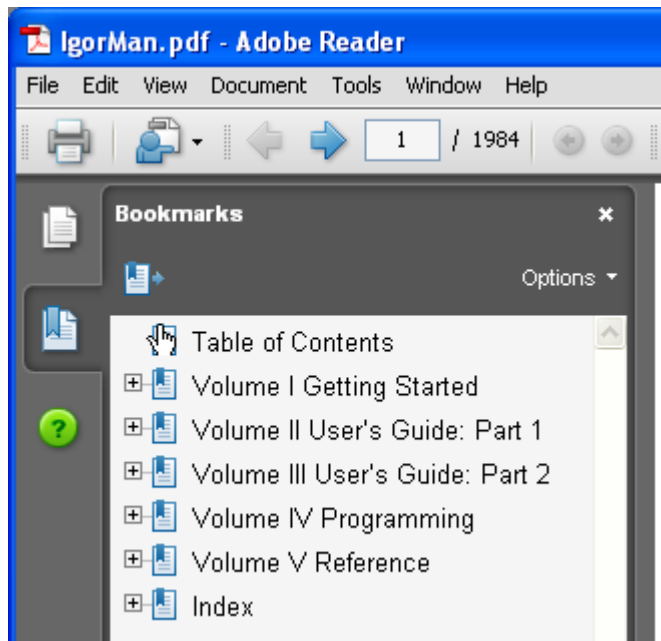 IgorMan.pdf - Adobe Reader
File Edit View Document Tools Window Help
1 / 1984
Bookmarks
Options
Table of Contents
Volume I Getting Started
Volume II User's Guide: Part 1
Volume III User's Guide: Part 2
Volume IV Programming
Volume V Reference
Index